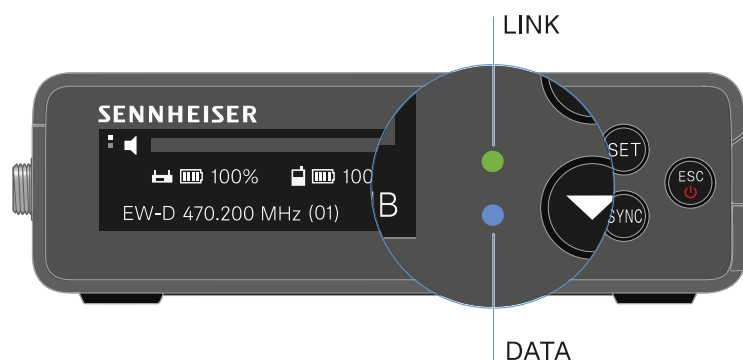 LINK
SENNHEISER
100% 100
EW-D 470.200 MHz (01) B
SET
ESC
SYNC
DATA